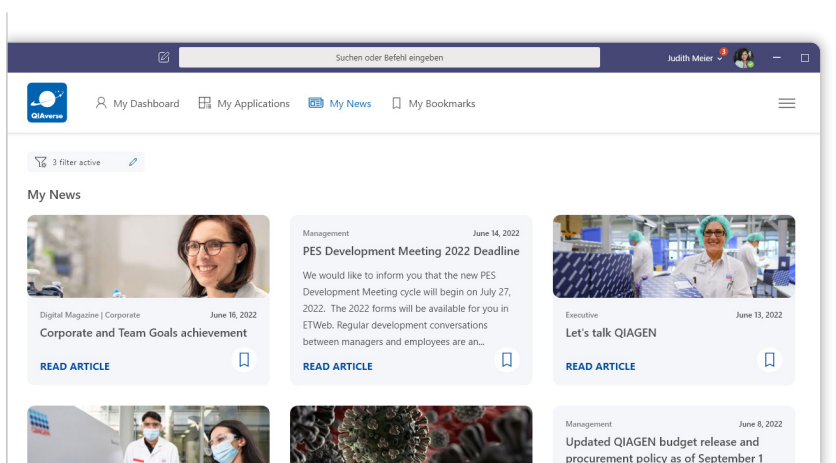 Suchen oder Befehl eingeben
Judith Meier
3
QIAverse
My Dashboard
My Applications
My News
My Bookmarks
3 filter active
My News
Digital Magazine | Corporate
June 16, 2022
Corporate and Team Goals achievement
READ ARTICLE
Management
June 14, 2022
PES Development Meeting 2022 Deadline
We would like to inform you that the new PES
Development Meeting cycle will begin on July 27,
2022. The 2022 forms will be available for you in
ETWeb. Regular development conversations
between managers and employees are an...
READ ARTICLE
Executive
June 13, 2022
Let's talk QIAGEN
READ ARTICLE
Management
June 8, 2022
Updated QIAGEN budget release and
procurement policy as of September 1